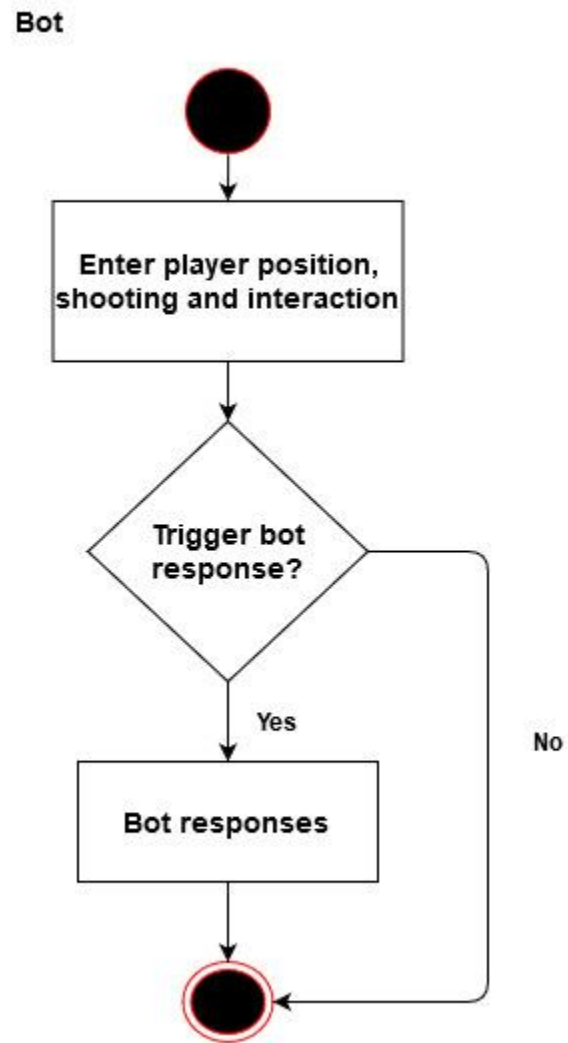 Bot
Enter player position,
shooting and interaction
Trigger bot
response?
Yes
No
Bot responses